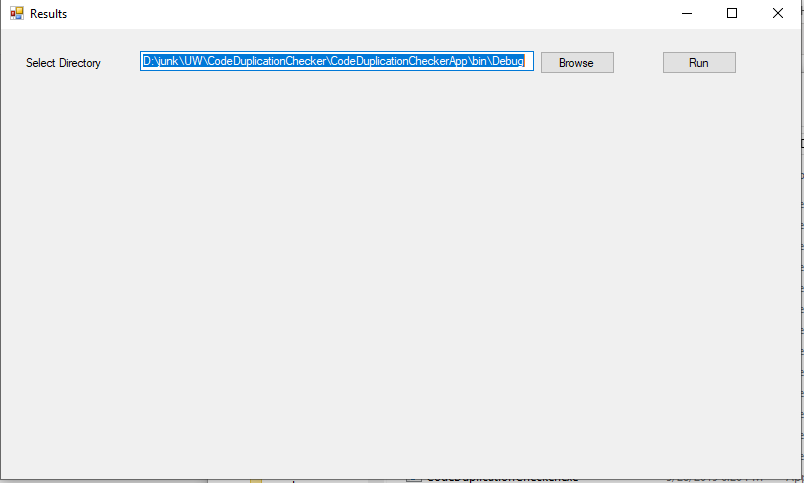 Results
Select Directory
D:\junk\UW\CodeDuplicationChecker\CodeDuplicationCheckerApp\bin\Debug
Browse
Run